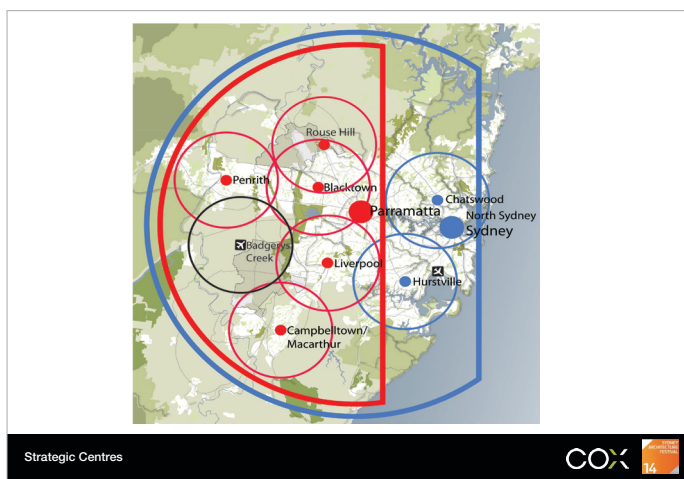 Rouse Hill
Penrith
Blacktown
Chatswood
Parramatta
North Sydney
Sydney
Badgerys
Creek
Liverpool
Hurstville
Campbelltown/
Macarthur
Strategic Centres
COX
SYDNEY
ARCHITECTURE
FESTIVAL
14